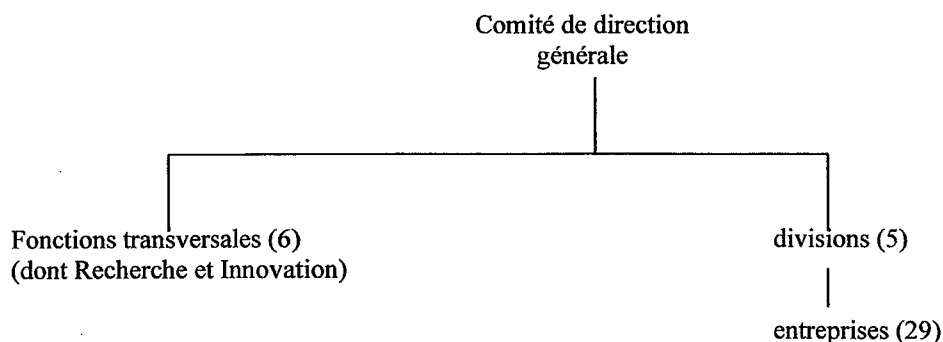 Comité de direction
générale
Fonctions transversales (6)
(dont Recherche et Innovation)
divisions (5)
entreprises (29)